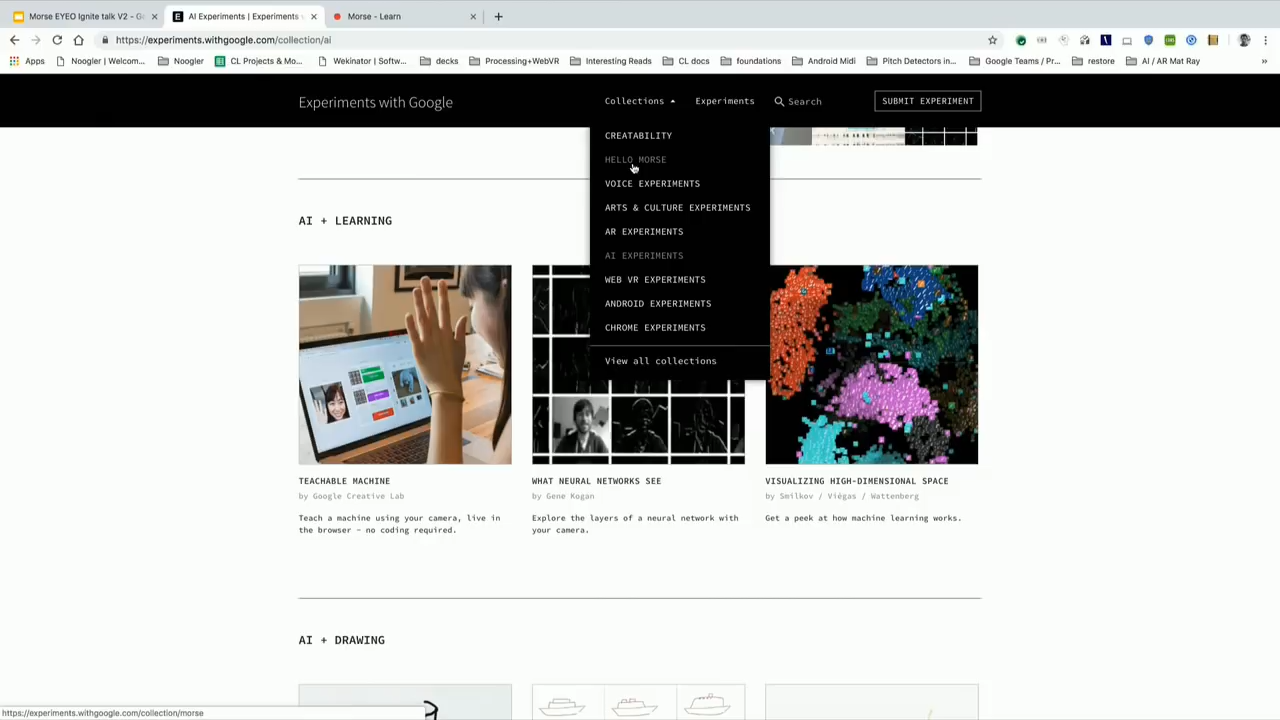 Morse EYEO Ignite talk V2 - G
AI Experiments | Experiments
Morse - Learn
https://experiments.withgoogle.com/collection/ai
Apps
Noogler | Welcom...
Noogler
CL Projects & Mo...
Wekinator | Softw...
decks
Processing+WebVR
Interesting Reads
CL docs
foundations
Android Midi
Pitch Detectors in...
Google Teams / Pr...
restore
AI / AR Mat Ray
Experiments with Google
Collections
Experiments
Search
SUBMIT EXPERIMENT
CREATABILITY
HELLO MORSE
VOICE EXPERIMENTS
ARTS & CULTURE EXPERIMENTS
AR EXPERIMENTS
AI EXPERIMENTS
WEB VR EXPERIMENTS
ANDROID EXPERIMENTS
CHROME EXPERIMENTS
View all collections
AI + LEARNING
TEACHABLE MACHINE
by Google Creative Lab
Teach a machine using your camera, live in
the browser – no coding required.
WHAT NEURAL NETWORKS SEE
by Gene Kogan
Explore the layers of a neural network with
your camera.
VISUALIZING HIGH-DIMENSIONAL SPACE
by Smilkov / Viégas / Wattenberg
Get a peek at how machine learning works.
AI + DRAWING
https://experiments.withgoogle.com/collection/morse